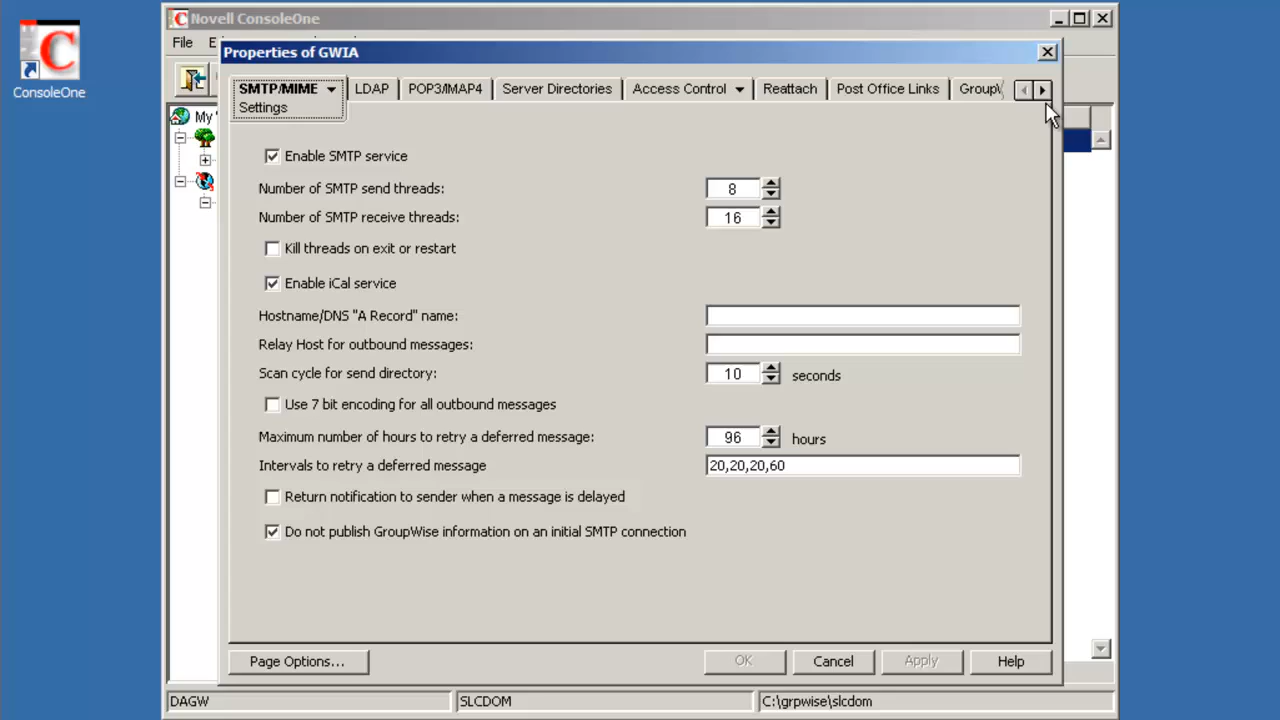 ConsoleOne
Novell ConsoleOne
File
Properties of GWIA
SMTP/MIME
Settings
LDAP
POP3/IMAP4
Server Directories
Access Control
Reattach
Post Office Links
My
Enable SMTP service
Number of SMTP send threads:
8
Number of SMTP receive threads:
16
Kill threads on exit or restart
Enable iCal service
Hostname/DNS "A Record" name:
Relay Host for outbound messages:
Scan cycle for send directory:
10
seconds
Use 7 bit encoding for all outbound messages
Maximum number of hours to retry a deferred message:
96
hours
Intervals to retry a deferred message
20,20,20,60
Return notification to sender when a message is delayed
Do not publish GroupWise information on an initial SMTP connection
Page Options...
OK
Cancel
Apply
Help
DAGW
SLCDOM
C:\grpwise\slcdom